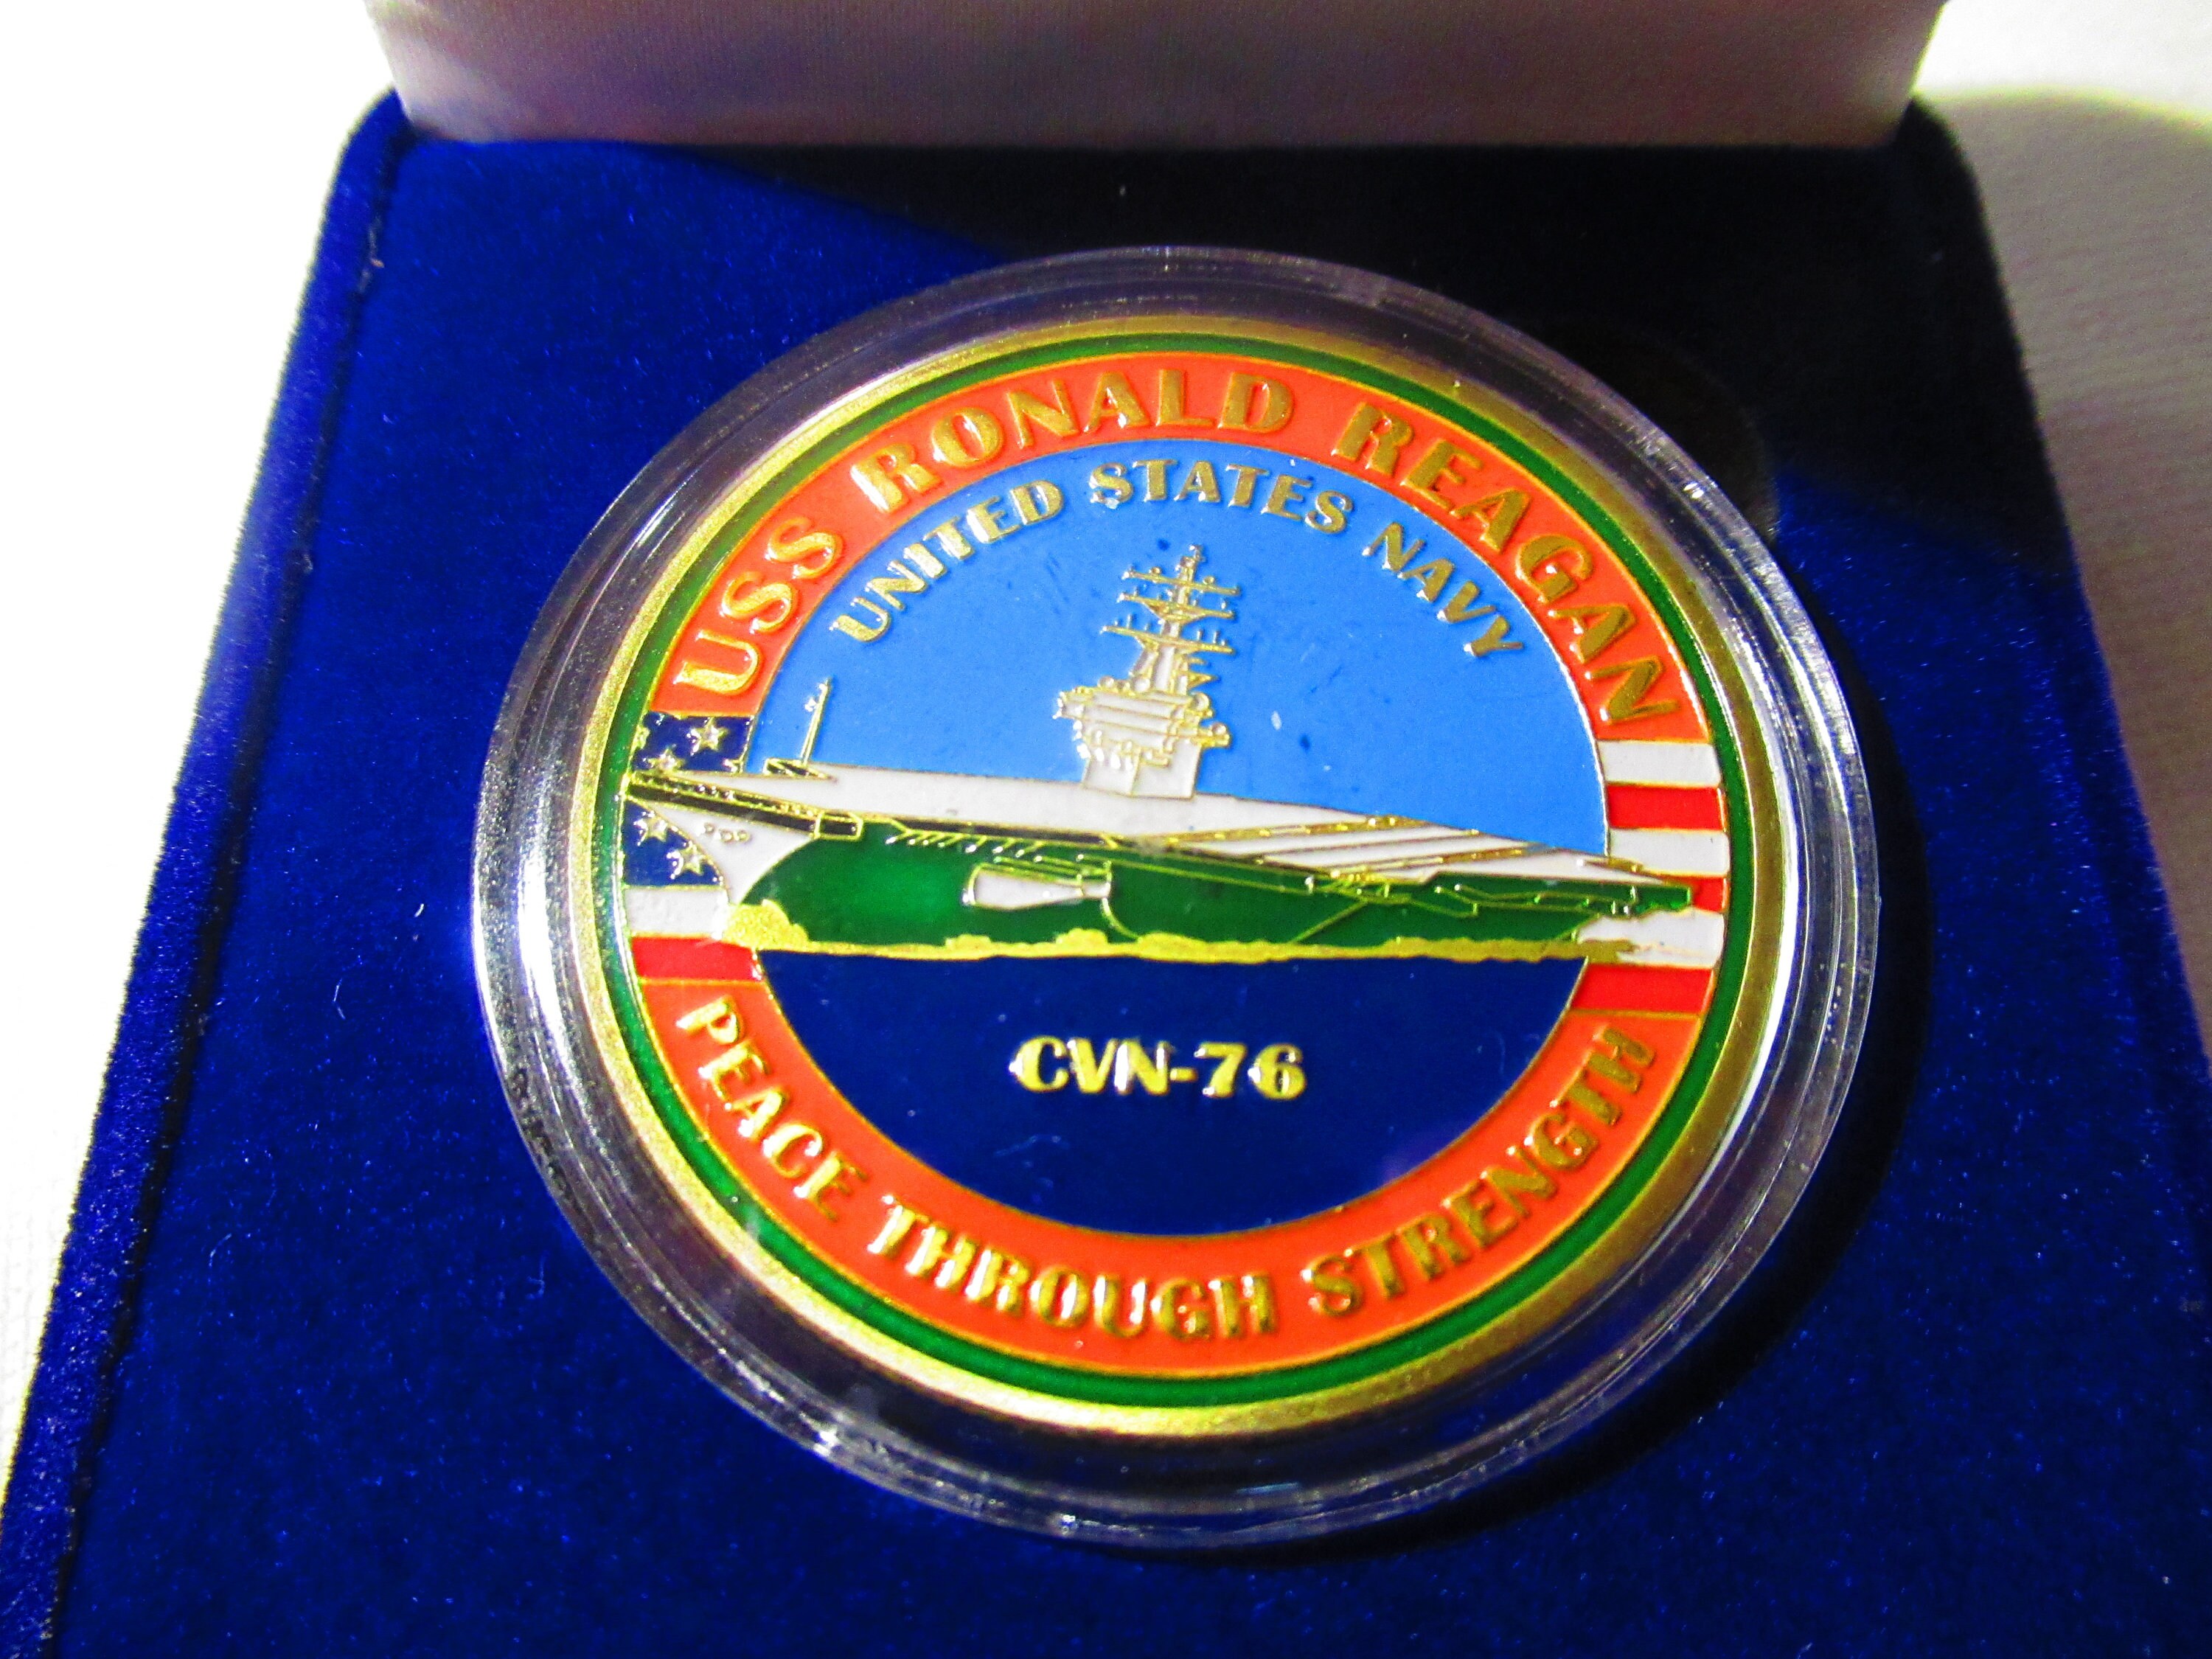 USS RONALD REAGAN
UNITED STATES NAVY
CVN-76
PEACE THROUGH STRENGTH